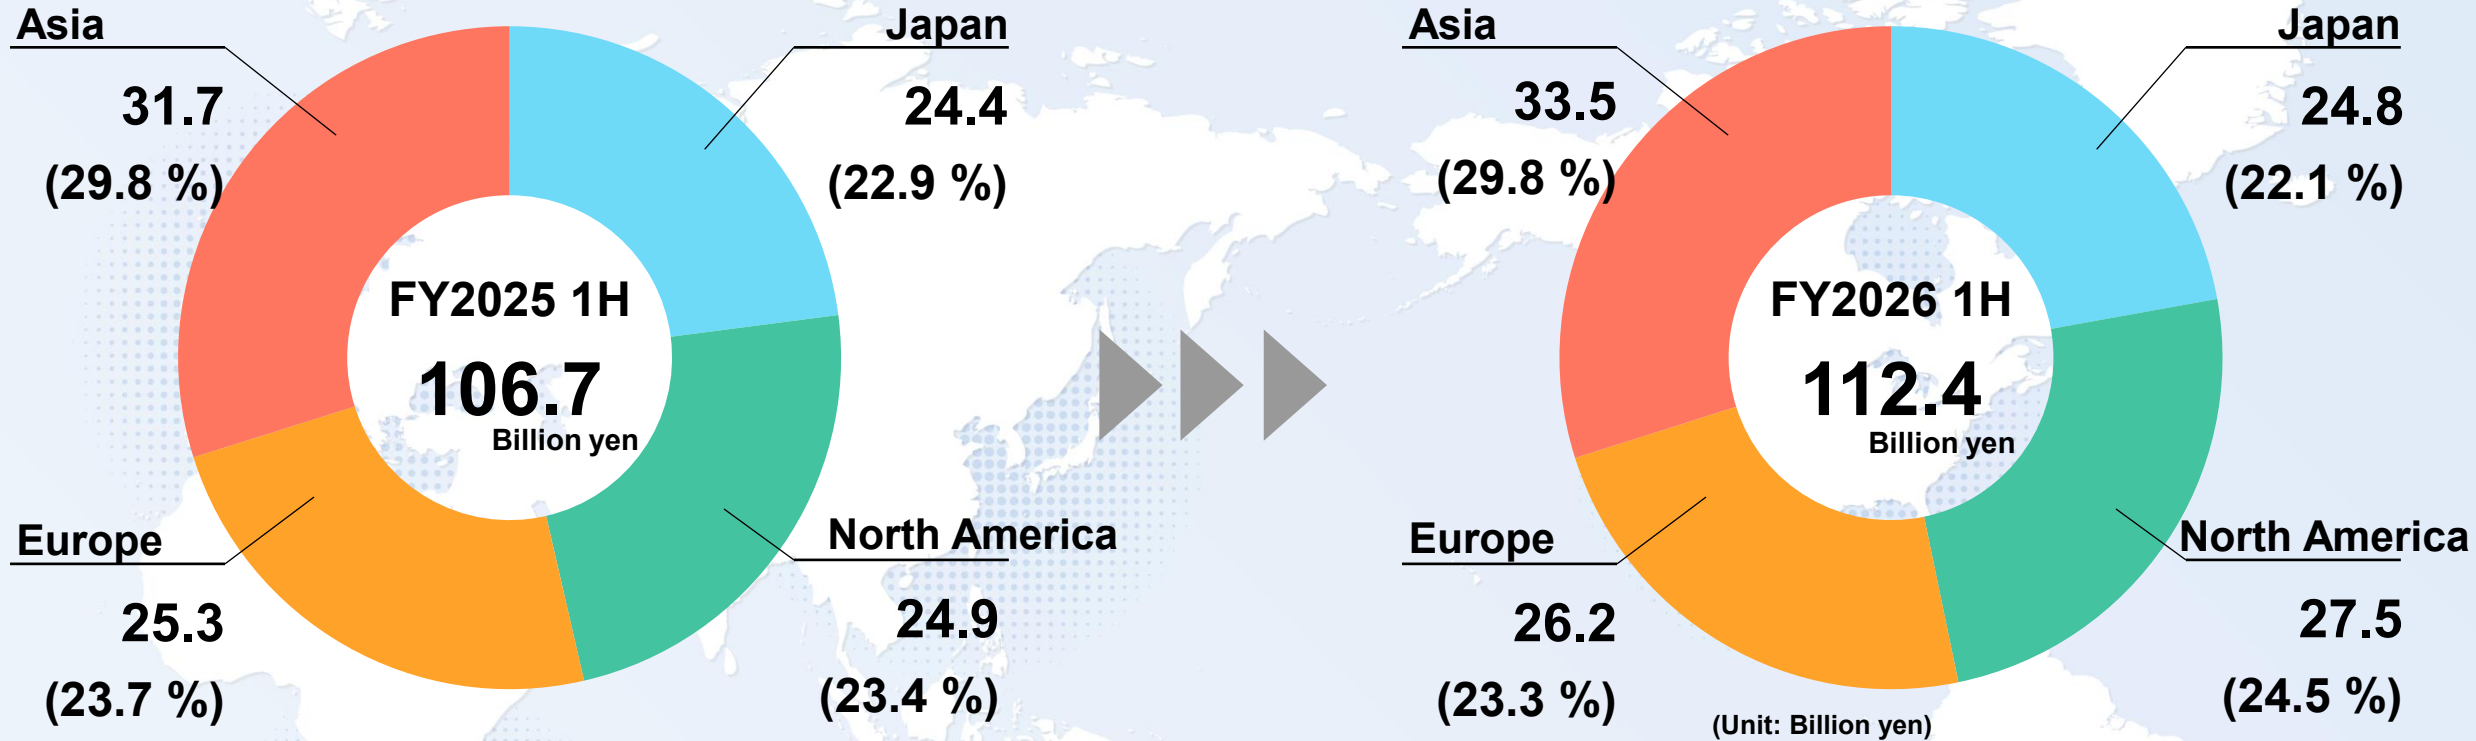 Asia
31.7
(29.8 %)
Japan
24.4
(22.9 %)
FY2025 1H
106.7
Billion yen
Europe
25.3
(23.7 %)
North America
24.9
(23.4 %)
Asia
33.5
(29.8 %)
Japan
24.8
(22.1 %)
FY2026 1H
112.4
Billion yen
Europe
26.2
(23.3 %)
North America
27.5
(24.5 %)
(Unit: Billion yen)